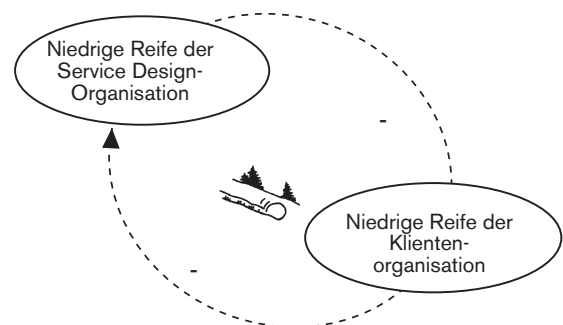 Niedrige Reife der
Service Design-
Organisation
-
Niedrige Reife der
Klienten-
organisation
-